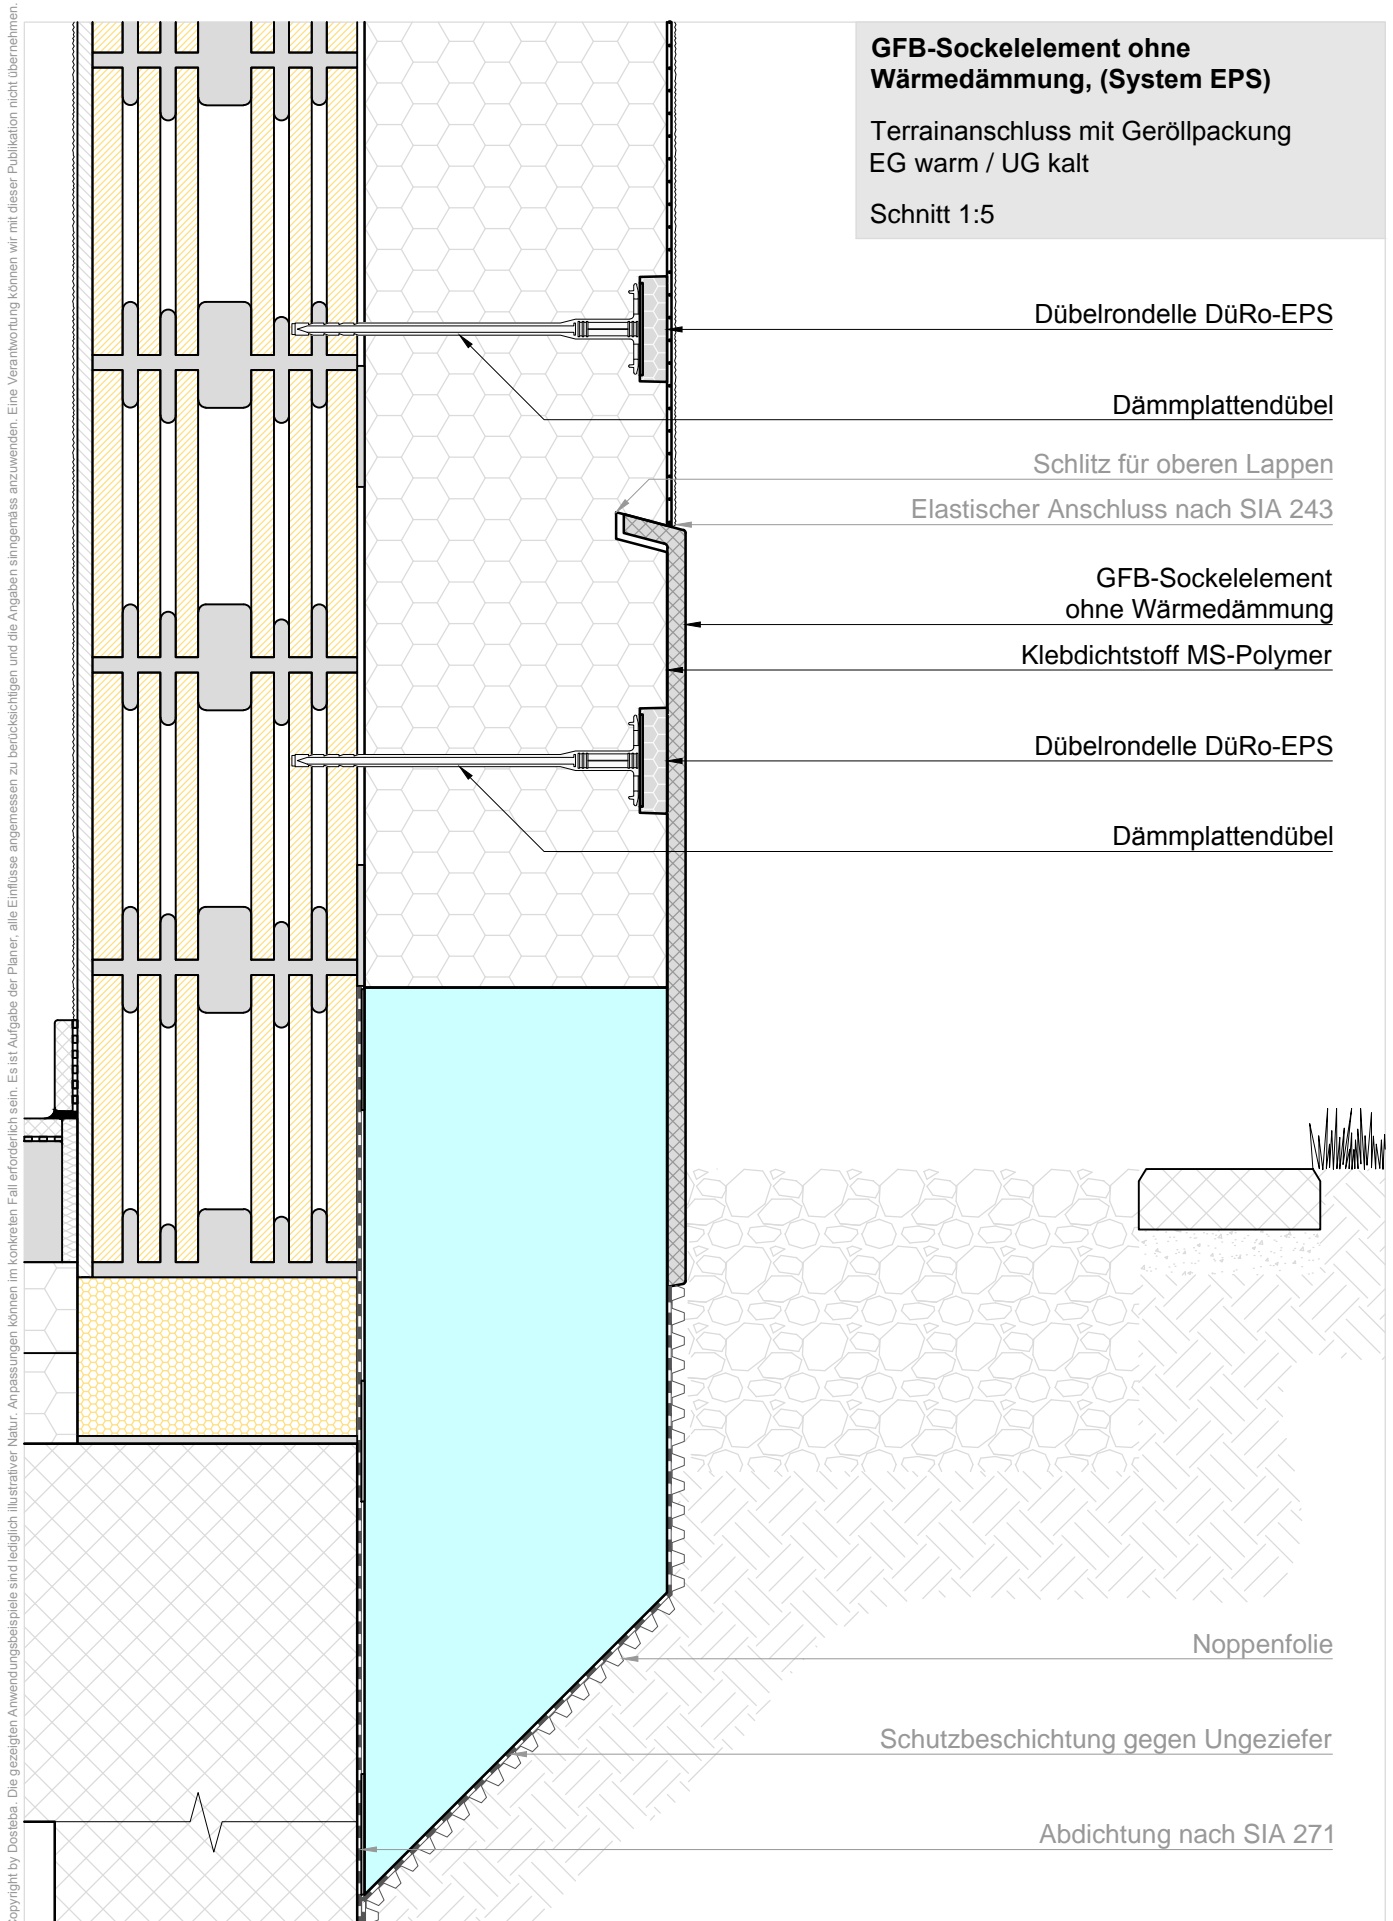 GFB-Sockelelement ohne
Wärmedämmung, (System EPS)
Terrainanschluss mit Geröllpackung
EG warm / UG kalt
Schnitt 1:5
Dübelrondelle DüRo-EPS
Dämmplattendübel
Schlitz für oberen Lappen
Elastischer Anschluss nach SIA 243
GFB-Sockelelement
ohne Wärmedämmung
Klebdichtstoff MS-Polymer
Dübelrondelle DüRo-EPS
Dämmplattendübel
Noppenfolie
Schutzbeschichtung gegen Ungeziefer
Abdichtung nach SIA 271
Copyright by Dosteba. Die gezeigten Anwendungsbeispiele sind lediglich illustrativer Natur. Anpassungen können im konkreten Fall erforderlich sein. Es ist Aufgabe der Planer, alle Einflüsse angemessen zu berücksichtigen und die Angaben sinngemäss anzuwenden. Eine Verantwortung können wir mit dieser Publikation nicht übernehmen.